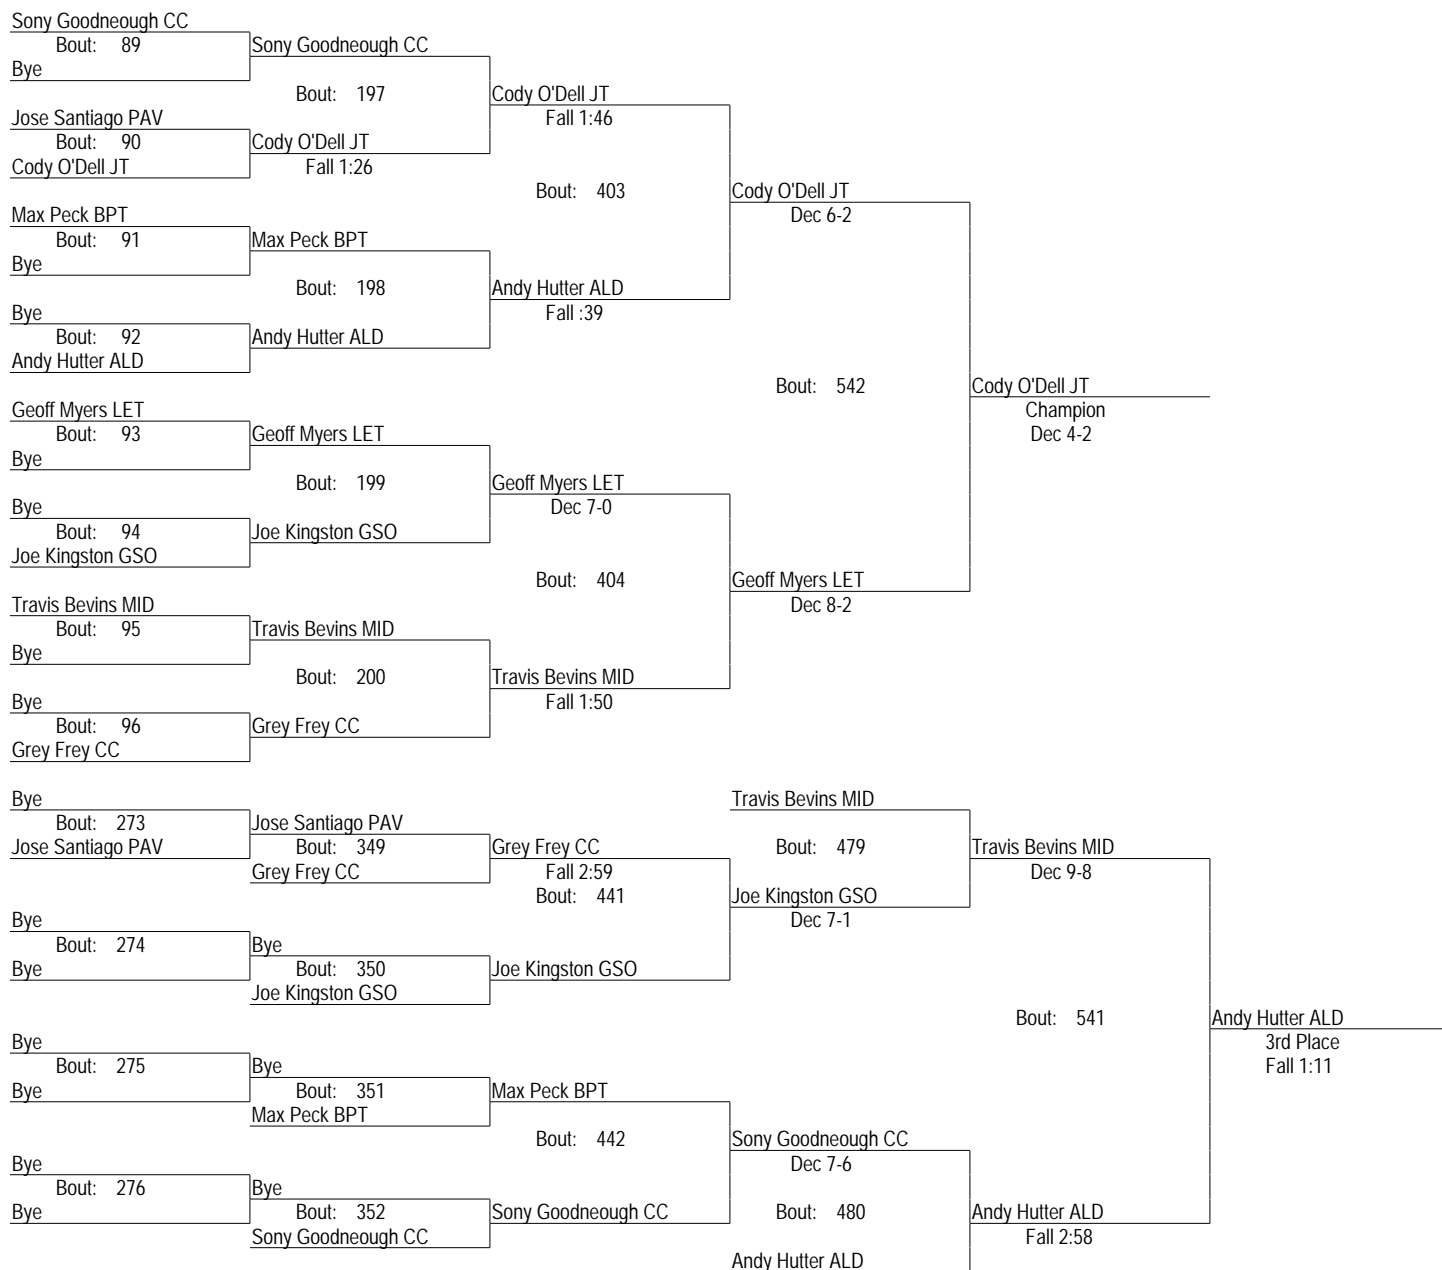 Sony Goodneough CC
Bout: 89
Sony Goodneough CC
Bye
Bout: 197
Cody O'Dell JT
Jose Santiago PAV
Fall 1:46
Bout: 90
Cody O'Dell JT
Cody O'Dell JT
Fall 1:26
Bout: 403
Cody O'Dell JT
Max Peck BPT
Dec 6-2
Bout: 91
Max Peck BPT
Bye
Bout: 198
Andy Hutter ALD
Bye
Fall :39
Bout: 92
Andy Hutter ALD
Andy Hutter ALD
Bout: 542
Cody O'Dell JT
Geoff Myers LET
Champion
Bout: 93
Geoff Myers LET
Dec 4-2
Bye
Bout: 199
Geoff Myers LET
Bye
Dec 7-0
Bout: 94
Joe Kingston GSO
Joe Kingston GSO
Bout: 404
Geoff Myers LET
Travis Bevins MID
Dec 8-2
Bout: 95
Travis Bevins MID
Bye
Bout: 200
Travis Bevins MID
Bye
Fall 1:50
Bout: 96
Grey Frey CC
Grey Frey CC
Bye
Travis Bevins MID
Bout: 273
Jose Santiago PAV
Jose Santiago PAV
Bout: 349
Grey Frey CC
Bout: 479
Travis Bevins MID
Grey Frey CC
Fall 2:59
Dec 9-8
Bout: 441
Joe Kingston GSO
Bye
Dec 7-1
Bout: 274
Bye
Bye
Bout: 350
Joe Kingston GSO
Joe Kingston GSO
Bout: 541
Andy Hutter ALD
Bye
3rd Place
Bout: 275
Bye
Fall 1:11
Bye
Bout: 351
Max Peck BPT
Max Peck BPT
Bout: 442
Sony Goodneough CC
Bye
Dec 7-6
Bout: 276
Bye
Bye
Bout: 352
Sony Goodneough CC
Bout: 480
Andy Hutter ALD
Sony Goodneough CC
Fall 2:58
Andy Hutter ALD